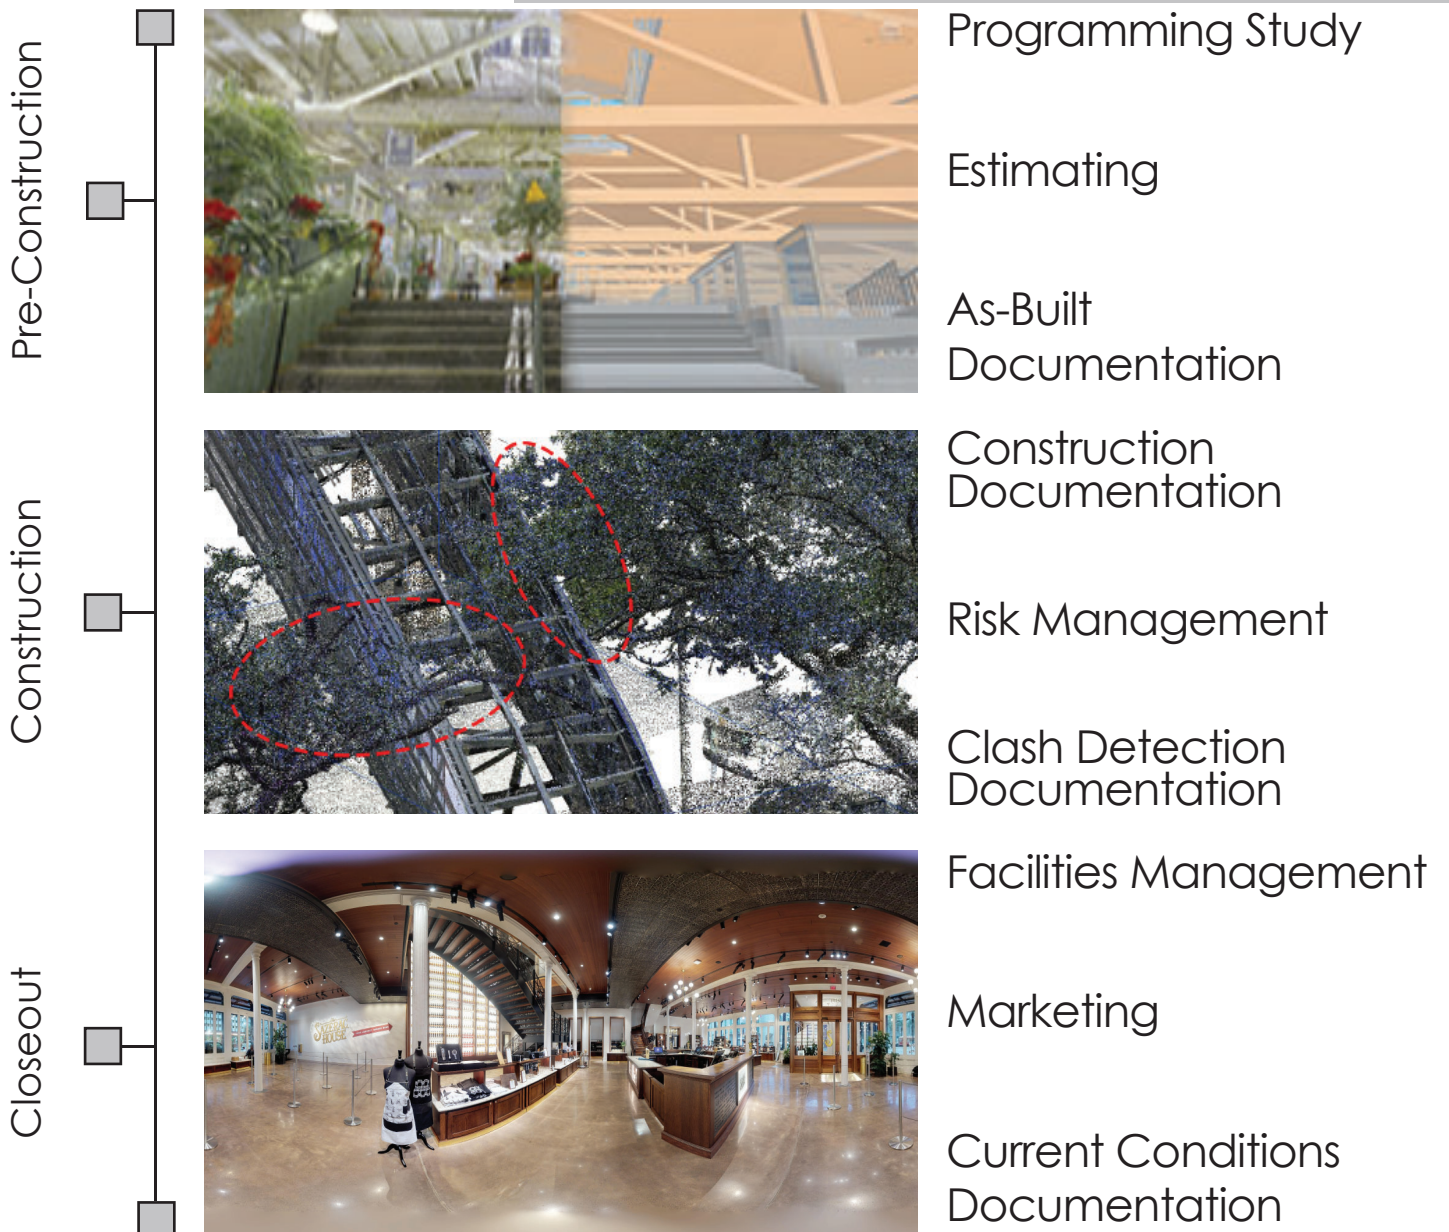 Pre-Construction
Programming Study
Estimating
As-Built
Documentation
Construction
Construction
Documentation
Risk Management
Clash Detection
Documentation
Closeout
HOUSE
Facilities Management
Marketing
Current Conditions
Documentation